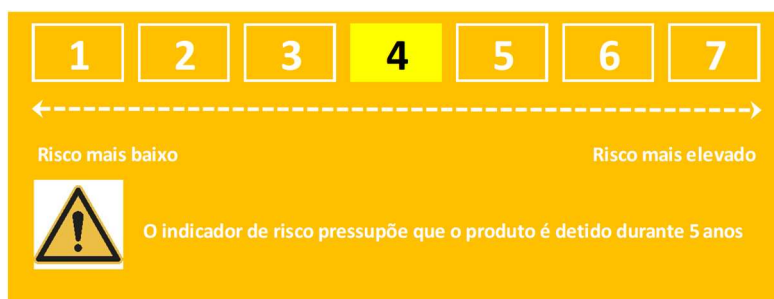 1 2 3 4 5 6 7
Risco mais baixo Risco mais elevado
O indicador de risco pressupõe que o produto é detido durante 5 anos